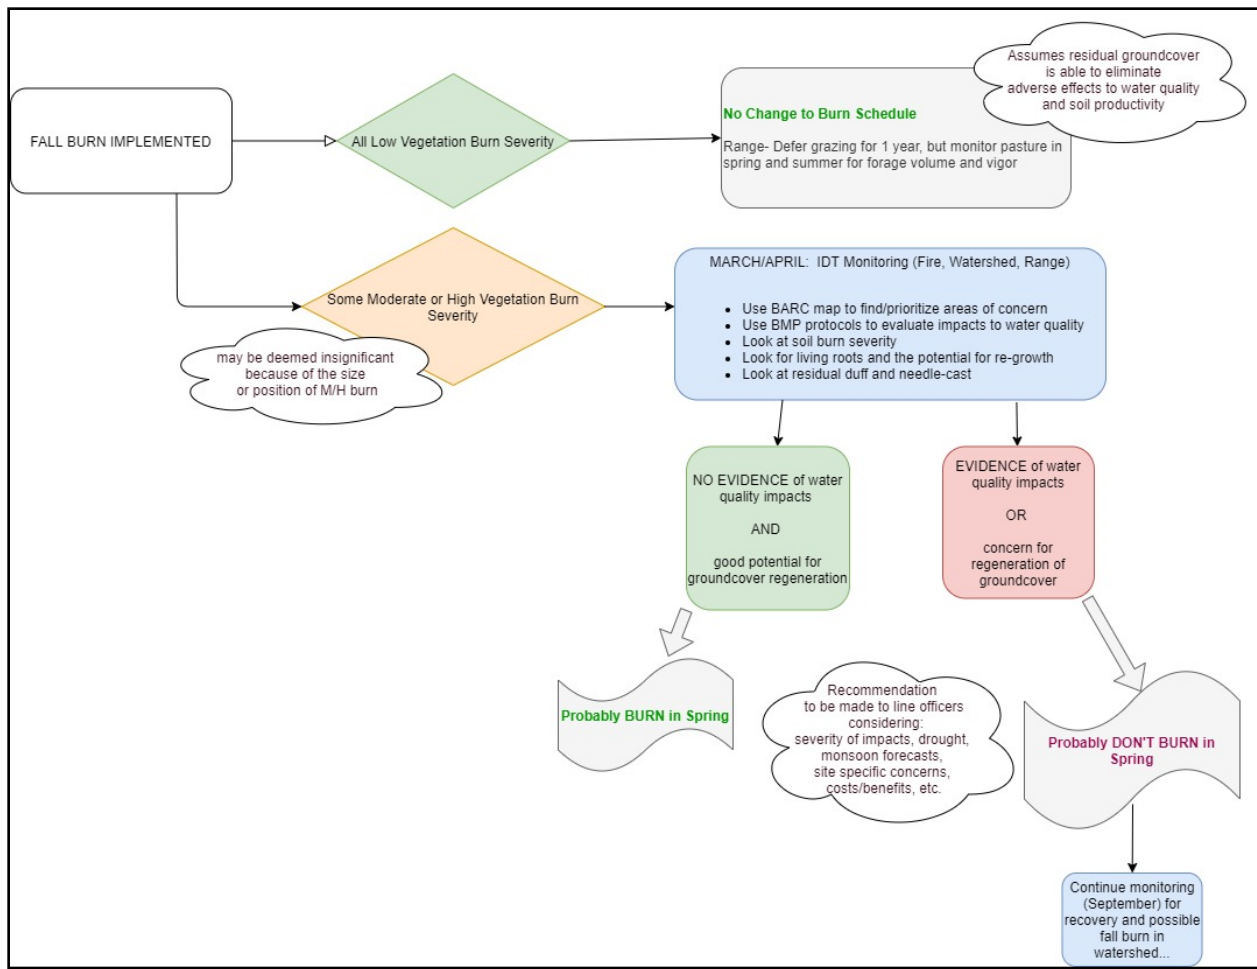 Assumes residual groundcover
is able to eliminate
adverse effects to water quality
and soil productivity
FALL BURN IMPLEMENTED
All Low Vegetation Burn Severity
No Change to Burn Schedule
Range- Defer grazing for 1 year, but monitor pasture in
spring and summer for forage volume and vigor
Some Moderate or High Vegetation Burn
Severity
may be deemed insignificant
because of the size
or position of M/H burn
MARCH/APRIL: IDT Monitoring (Fire, Watershed, Range)
• Use BARC map to find/prioritize areas of concern
• Use BMP protocols to evaluate impacts to water quality
• Look at soil burn severity
• Look for living roots and the potential for re-growth
• Look at residual duff and needle-cast
NO EVIDENCE of water
quality impacts
AND
good potential for
groundcover regeneration
EVIDENCE of water
quality impacts
OR
concern for
regeneration of
groundcover
Probably BURN in Spring
Recommendation
to be made to line officers
considering:
severity of impacts, drought,
monsoon forecasts,
site specific concerns,
costs/benefits, etc.
Probably DON'T BURN in
Spring
Continue monitoring
(September) for
recovery and possible
fall burn in
watershed...